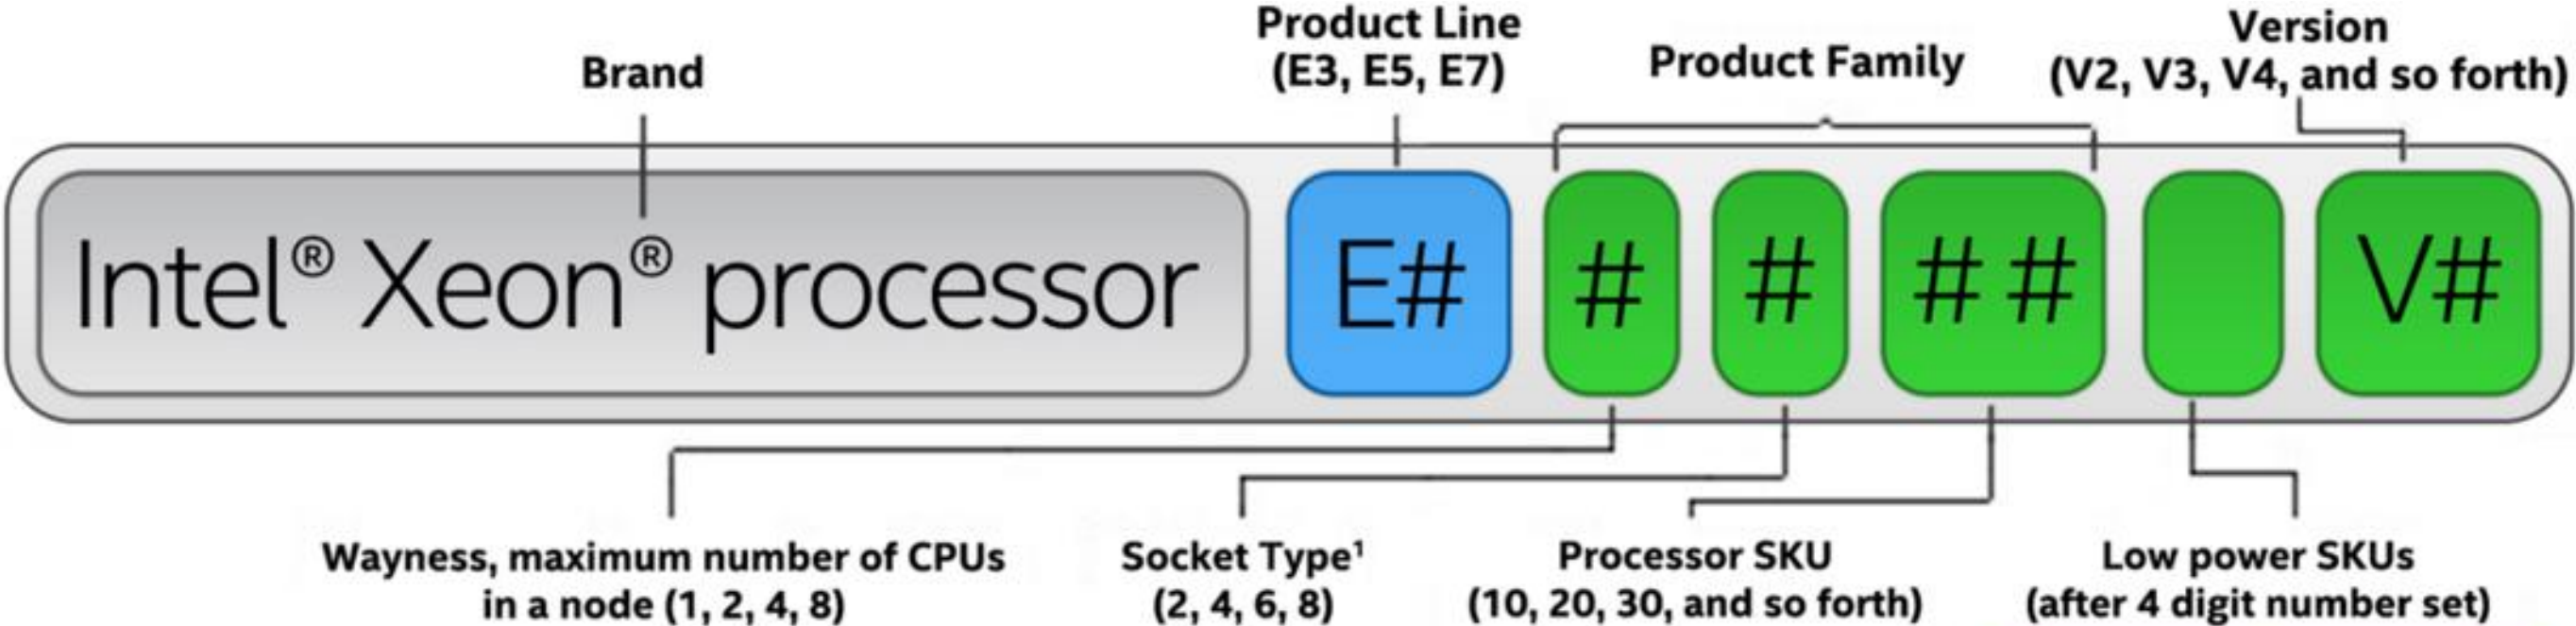 Brand
Product Line
(E3, E5, E7)
Product Family
Version
(V2, V3, V4, and so forth)
Intel® Xeon® processor
E#
#
#
# #
V#
Wayness, maximum number of CPUs
in a node (1, 2, 4, 8)
Socket Type¹
(2, 4, 6, 8)
Processor SKU
(10, 20, 30, and so forth)
Low power SKUs
(after 4 digit number set)